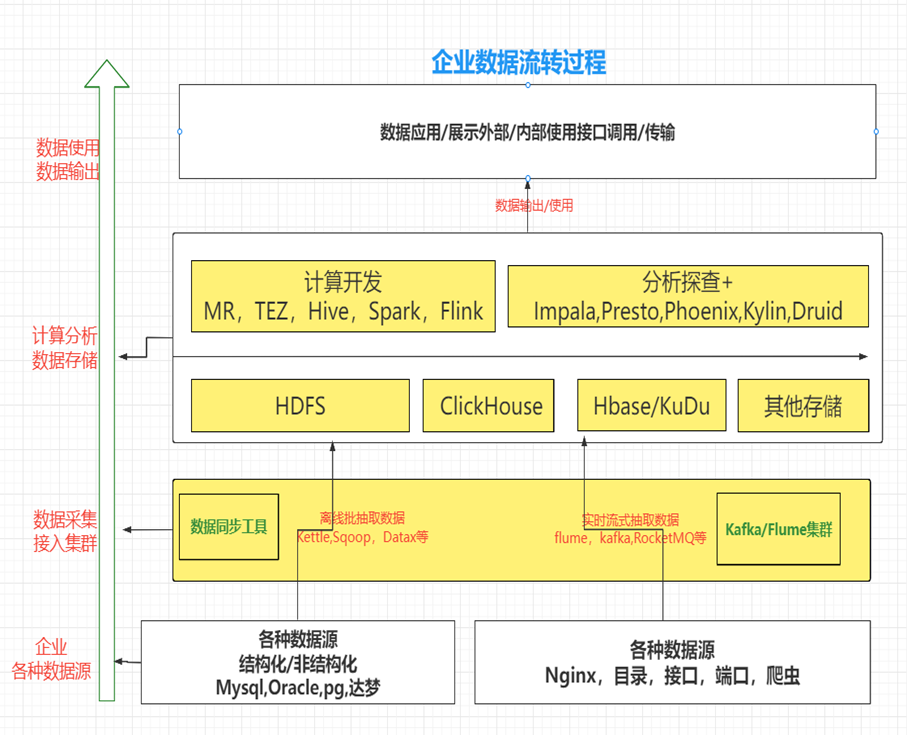 企业数据流转过程
数据应用/展示外部/内部使用接口调用/传输
数据使用
数据输出
数据输出/使用
计算开发
MR，TEZ，Hive，Spark，Flink
分析探查+
Impala,Presto,Phoenix,Kylin,Druid
计算分析
数据存储
HDFS
ClickHouse
Hbase/KuDu
其他存储
数据采集
接入集群
数据同步工具
离线批抽取数据
Kettle,Sqoop，Datax等
实时流式抽取数据
flume，kafka,RocketMQ等
Kafka/Flume集群
企业
各种数据源
各种数据源
结构化/非结构化
Mysql,Oracle,pg,达梦
各种数据源
Nginx，目录，接口，端口，爬虫